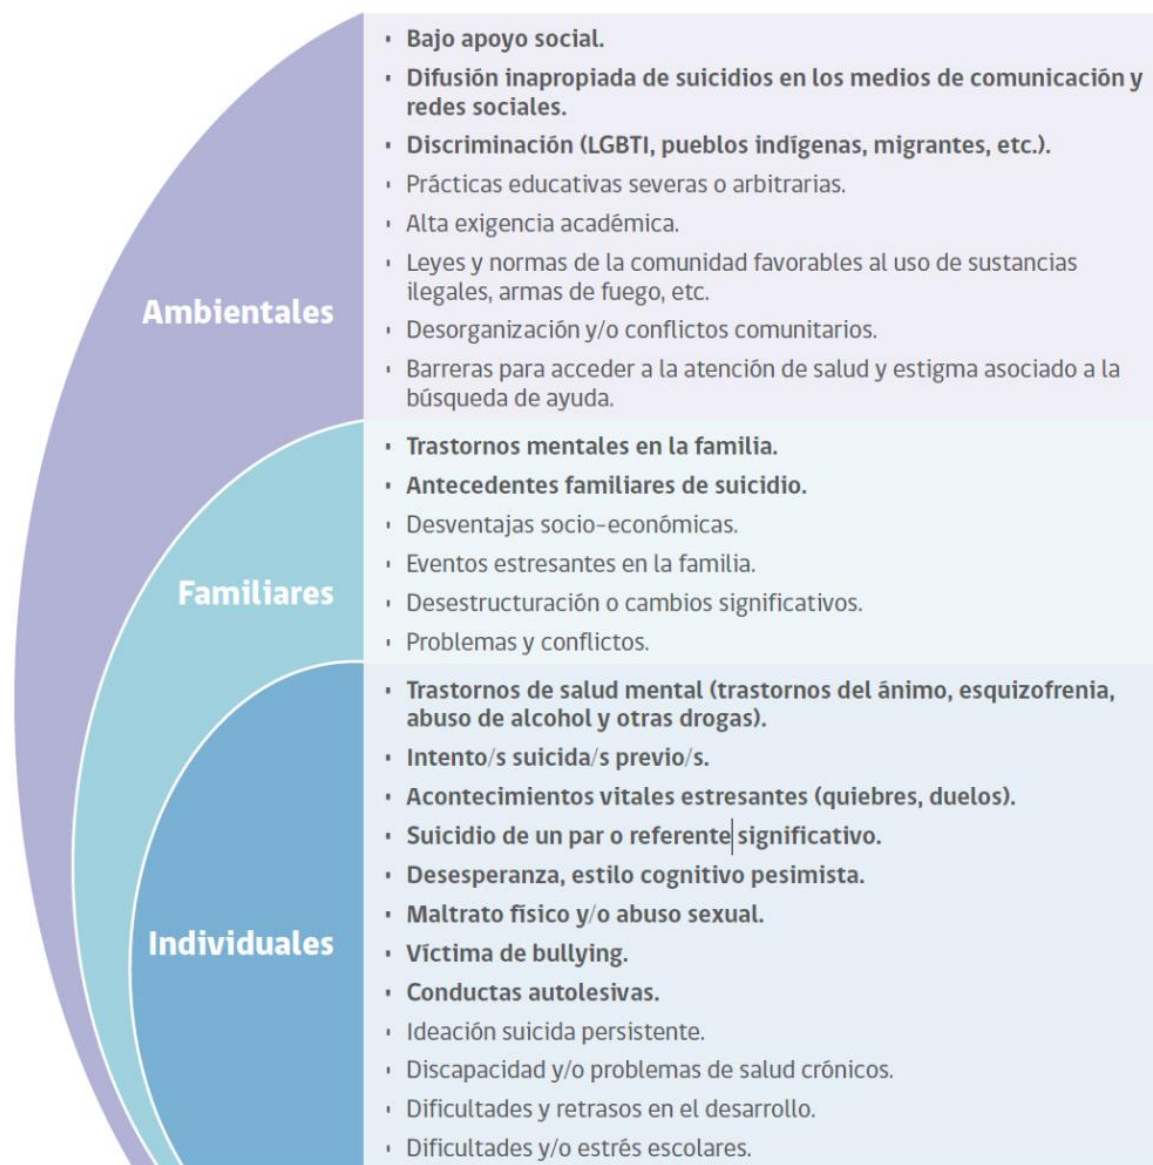 · Bajo apoyo social.
· Difusión inapropiada de suicidios en los medios de comunicación y
redes sociales.
· Discriminación (LGBTI, pueblos indígenas, migrantes, etc.).
· Prácticas educativas severas o arbitrarias.
· Alta exigencia académica.
· Leyes y normas de la comunidad favorables al uso de sustancias
ilegales, armas de fuego, etc.
Ambientales
· Desorganización y/o conflictos comunitarios.
· Barreras para acceder a la atención de salud y estigma asociado a la
búsqueda de ayuda.
· Trastornos mentales en la familia.
· Antecedentes familiares de suicidio.
· Desventajas socio-económicas.
· Eventos estresantes en la familia.
Familiares
· Desestructuración o cambios significativos.
· Problemas y conflictos.
· Trastornos de salud mental (trastornos del ánimo, esquizofrenia,
abuso de alcohol y otras drogas).
· Intento/s suicida/s previo/s.
· Acontecimientos vitales estresantes (quiebres, duelos).
· Suicidio de un par o referente significativo.
· Desesperanza, estilo cognitivo pesimista.
· Maltrato físico y/o abuso sexual.
Individuales
· Víctima de bullying.
· Conductas autolesivas.
· Ideación suicida persistente.
· Discapacidad y/o problemas de salud crónicos.
· Dificultades y retrasos en el desarrollo.
· Dificultades y/o estrés escolares.